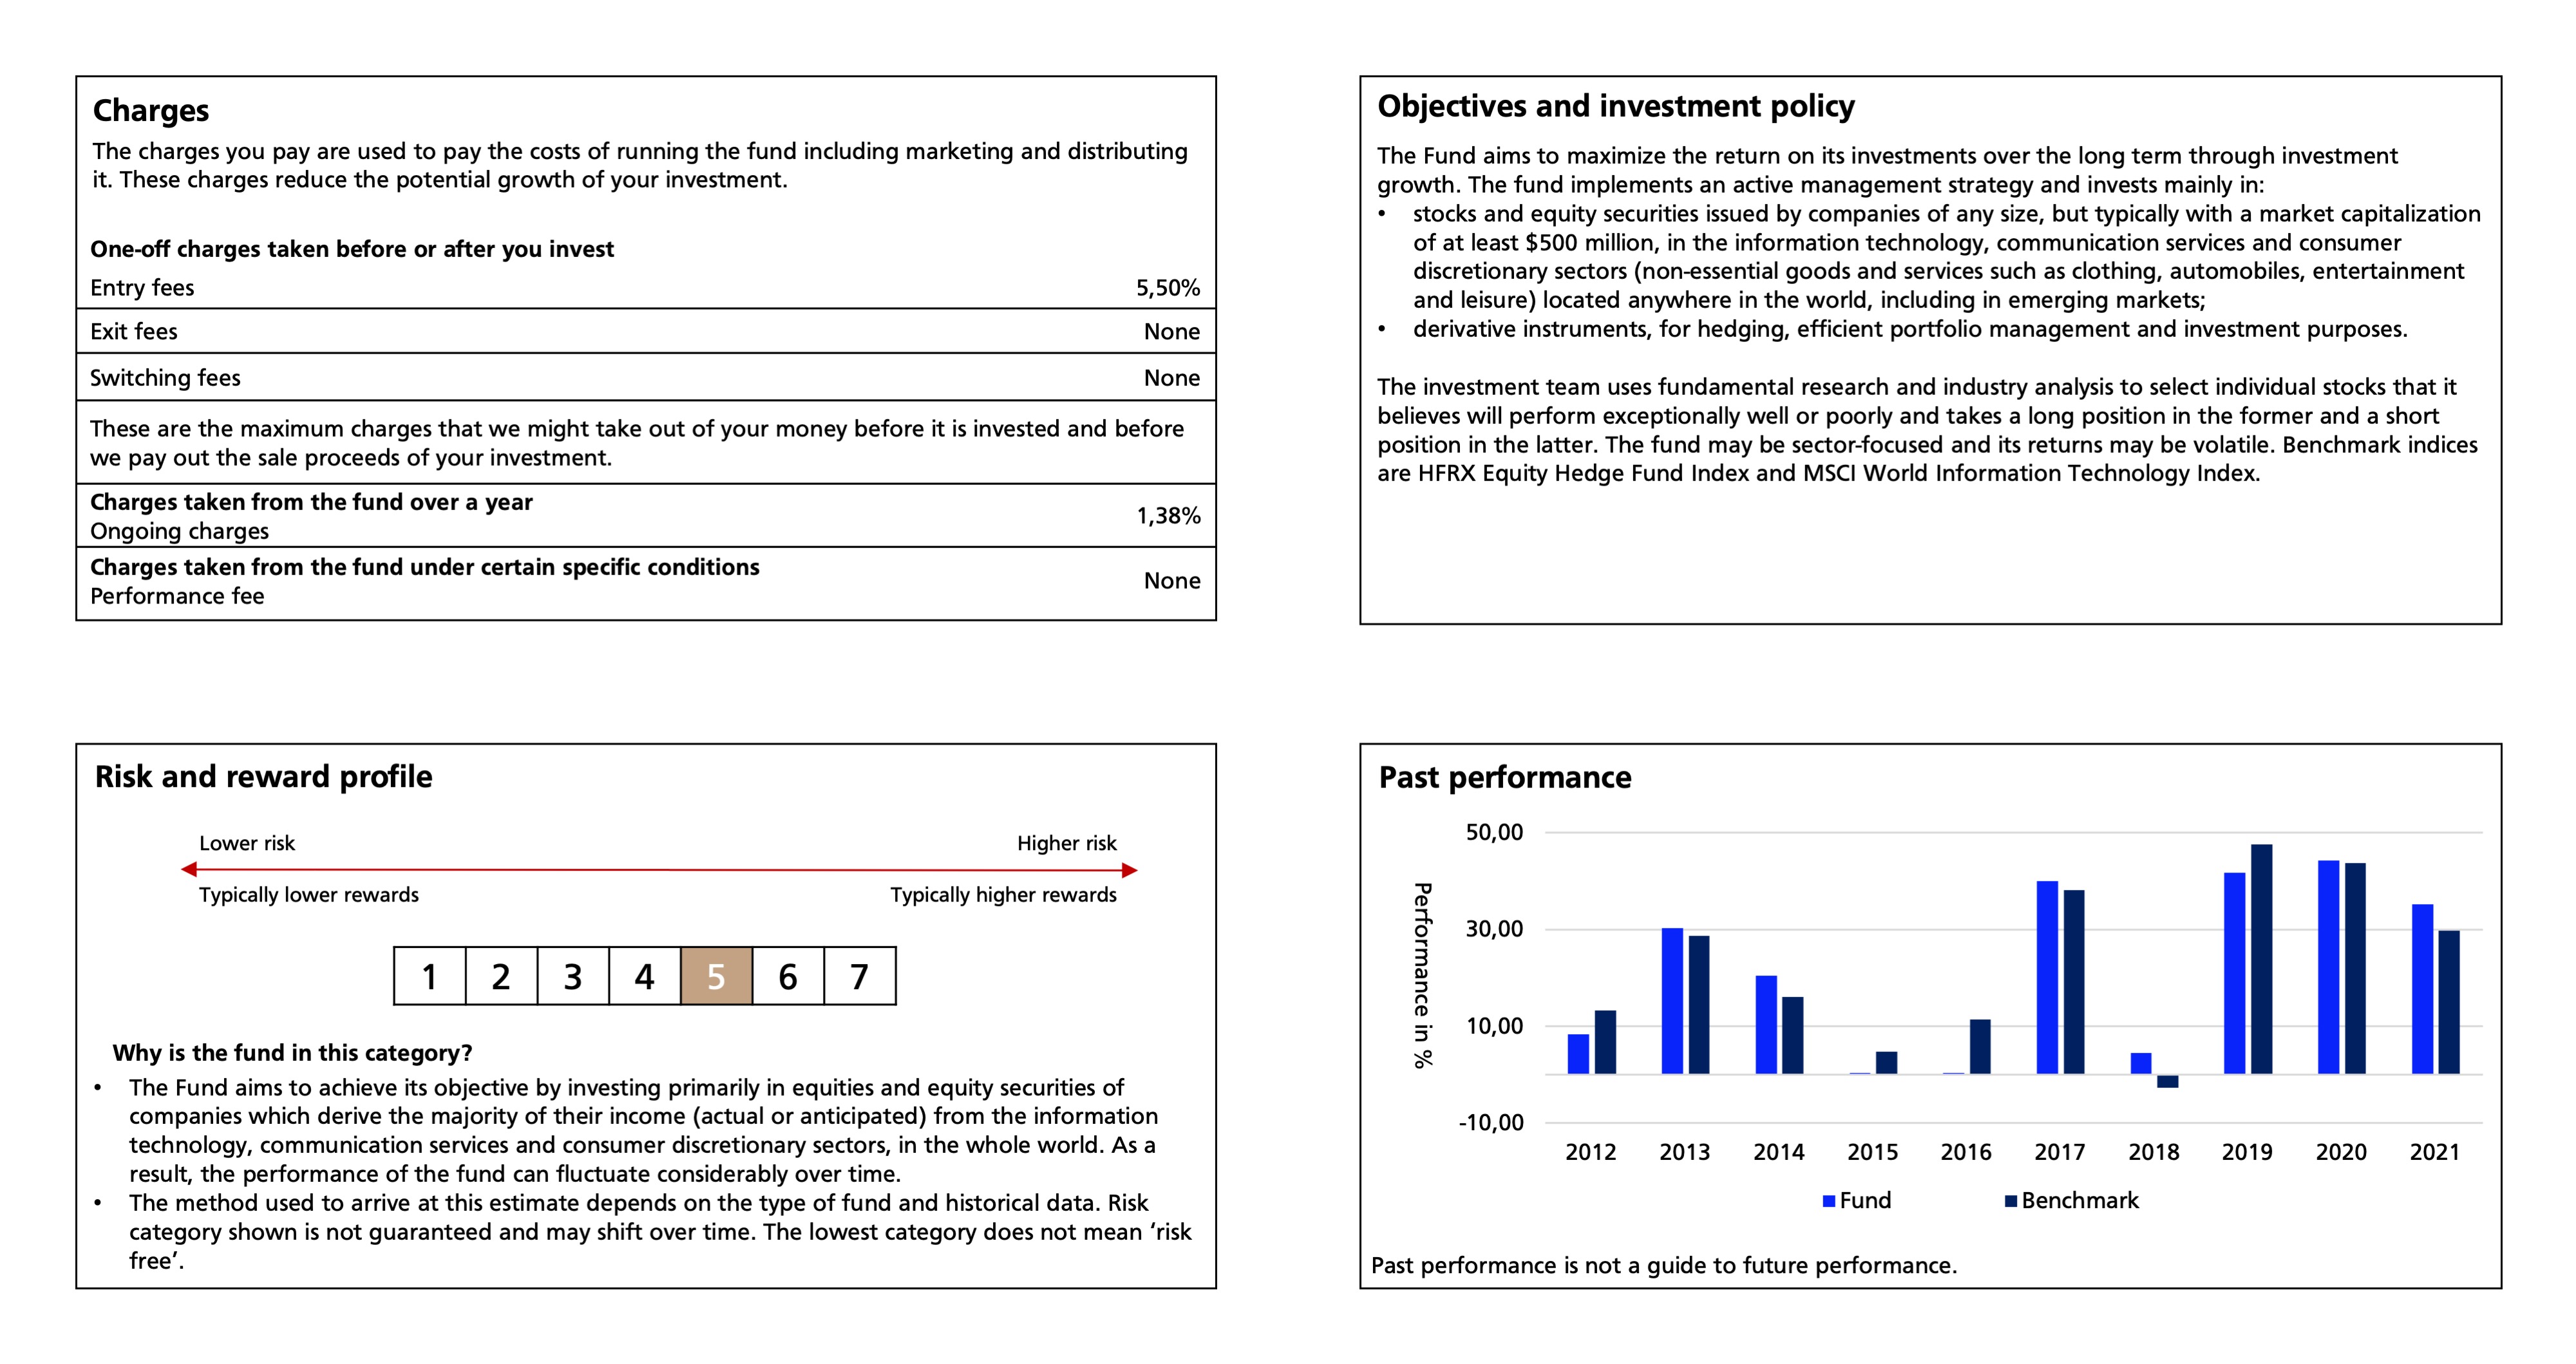 Charges
The charges you pay are used to pay the costs of running the fund including marketing and distributing
it. These charges reduce the potential growth of your investment.
One-off charges taken before or after you invest
Entry fees 5,50%
Exit fees None
Switching fees None
These are the maximum charges that we might take out of your money before it is invested and before
we pay out the sale proceeds of your investment.
Charges taken from the fund over a year
Ongoing charges 1,38%
Charges taken from the fund under certain specific conditions
Performance fee None
Objectives and investment policy
The Fund aims to maximize the return on its investments over the long term through investment
growth. The fund implements an active management strategy and invests mainly in:
• stocks and equity securities issued by companies of any size, but typically with a market capitalization
of at least $500 million, in the information technology, communication services and consumer
discretionary sectors (non-essential goods and services such as clothing, automobiles, entertainment
and leisure) located anywhere in the world, including in emerging markets;
• derivative instruments, for hedging, efficient portfolio management and investment purposes.
The investment team uses fundamental research and industry analysis to select individual stocks that it
believes will perform exceptionally well or poorly and takes a long position in the former and a short
position in the latter. The fund may be sector-focused and its returns may be volatile. Benchmark indices
are HFRX Equity Hedge Fund Index and MSCI World Information Technology Index.
Risk and reward profile
Lower risk Higher risk
Typically lower rewards Typically higher rewards
1 2 3 4 5 6 7
Why is the fund in this category?
• The Fund aims to achieve its objective by investing primarily in equities and equity securities of
companies which derive the majority of their income (actual or anticipated) from the information
technology, communication services and consumer discretionary sectors, in the whole world. As a
result, the performance of the fund can fluctuate considerably over time.
• The method used to arrive at this estimate depends on the type of fund and historical data. Risk
category shown is not guaranteed and may shift over time. The lowest category does not mean ‘risk
free’.
Past performance
Performance in %
50,00
30,00
10,00
-10,00
2012 2013 2014 2015 2016 2017 2018 2019 2020 2021
Fund Benchmark
Past performance is not a guide to future performance.